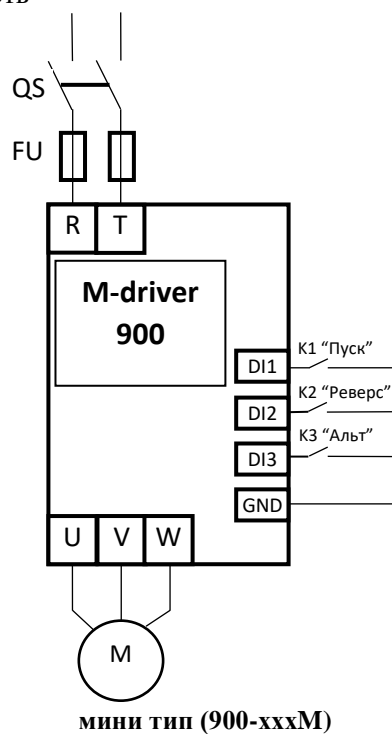 QS
FU
R T
M-driver
900
K1 “Пуск”
DI1
K2 “Реверс”
DI2
K3 “Альт”
DI3
GND
U V W
M
мини тип (900-xxxM)